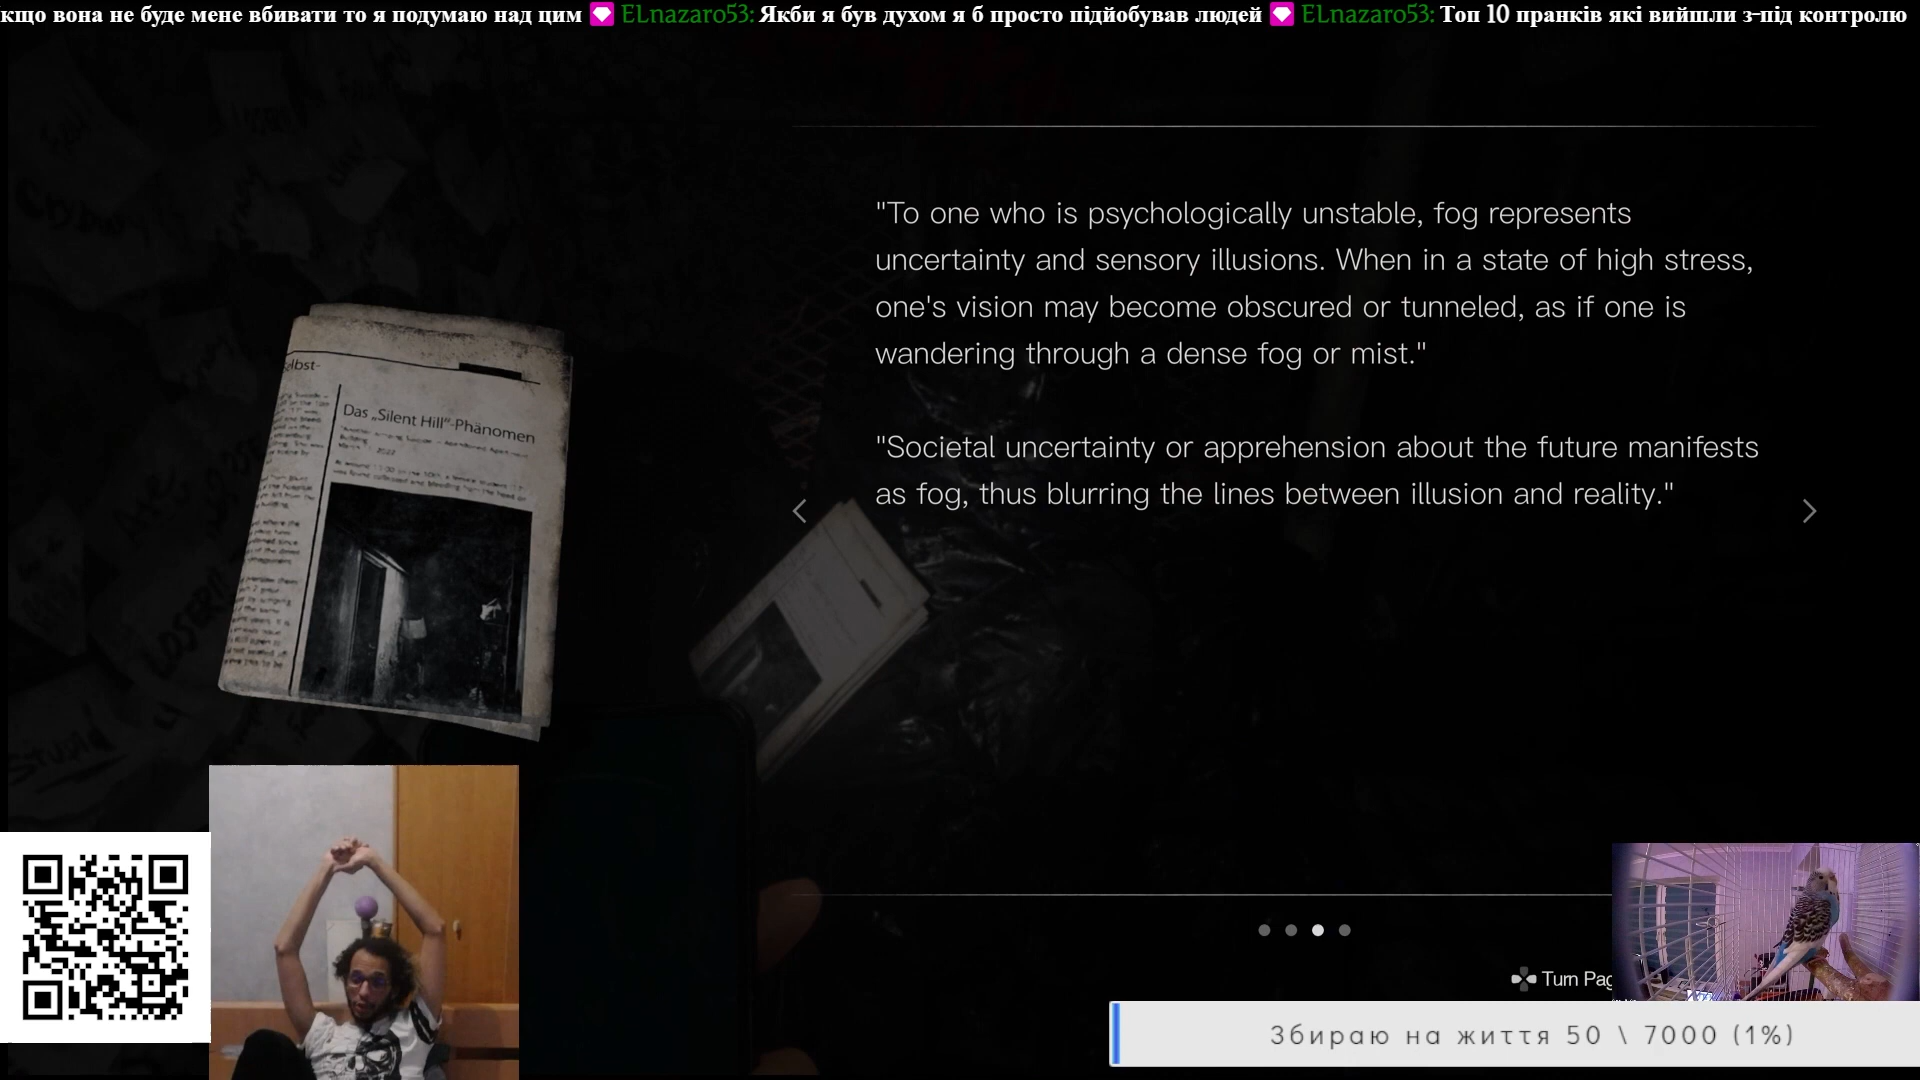 кщо вона не буде мене вбивати то я подумаю над цим ELnazaro53: Якби я був духом я б просто підйобував людей ELnazaro53: Топ 10 пранків які вийшли з-під контролю
"To one who is psychologically unstable, fog represents
uncertainty and sensory illusions. When in a state of high stress,
one's vision may become obscured or tunneled, as if one is
wandering through a dense fog or mist."
"Societal uncertainty or apprehension about the future manifests
as fog, thus blurring the lines between illusion and reality."
elbst-
Das „Silent Hill"-Phänomen
Turn Pag
Збираю на життя 50 \ 7000 (1%)